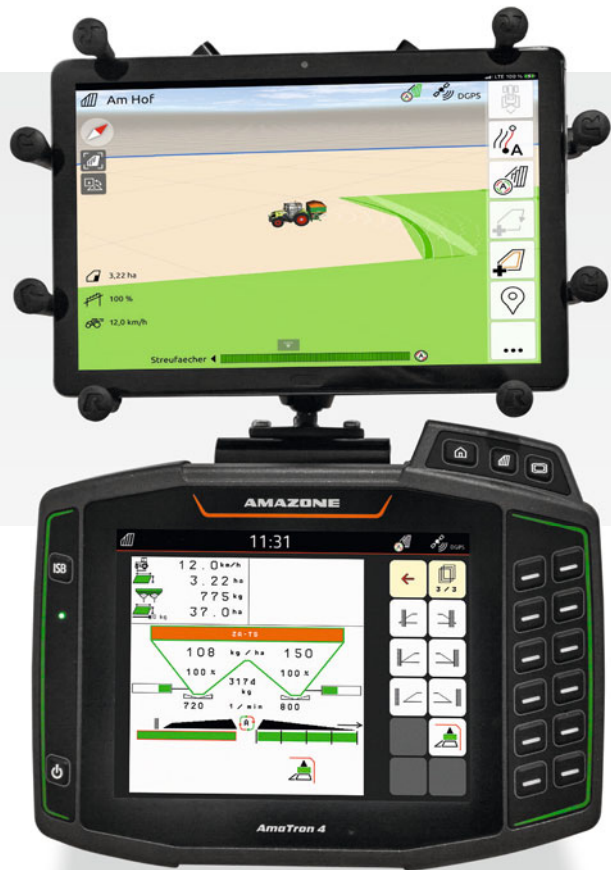 LTE 100 %
Am Hof
DGPS
A
A
3,22 ha
100 %
12,0 km/h
Streufaecher
A
AMAZONE
ISB
11:31
DGPS
12.0 km/h
3.22 ha
775 kg
37.0 ha
3 / 3
ZA-TS
108 kg / ha 150
100 % 100 %
3174
kg
720 1 / min 800
A
AmaTron 4